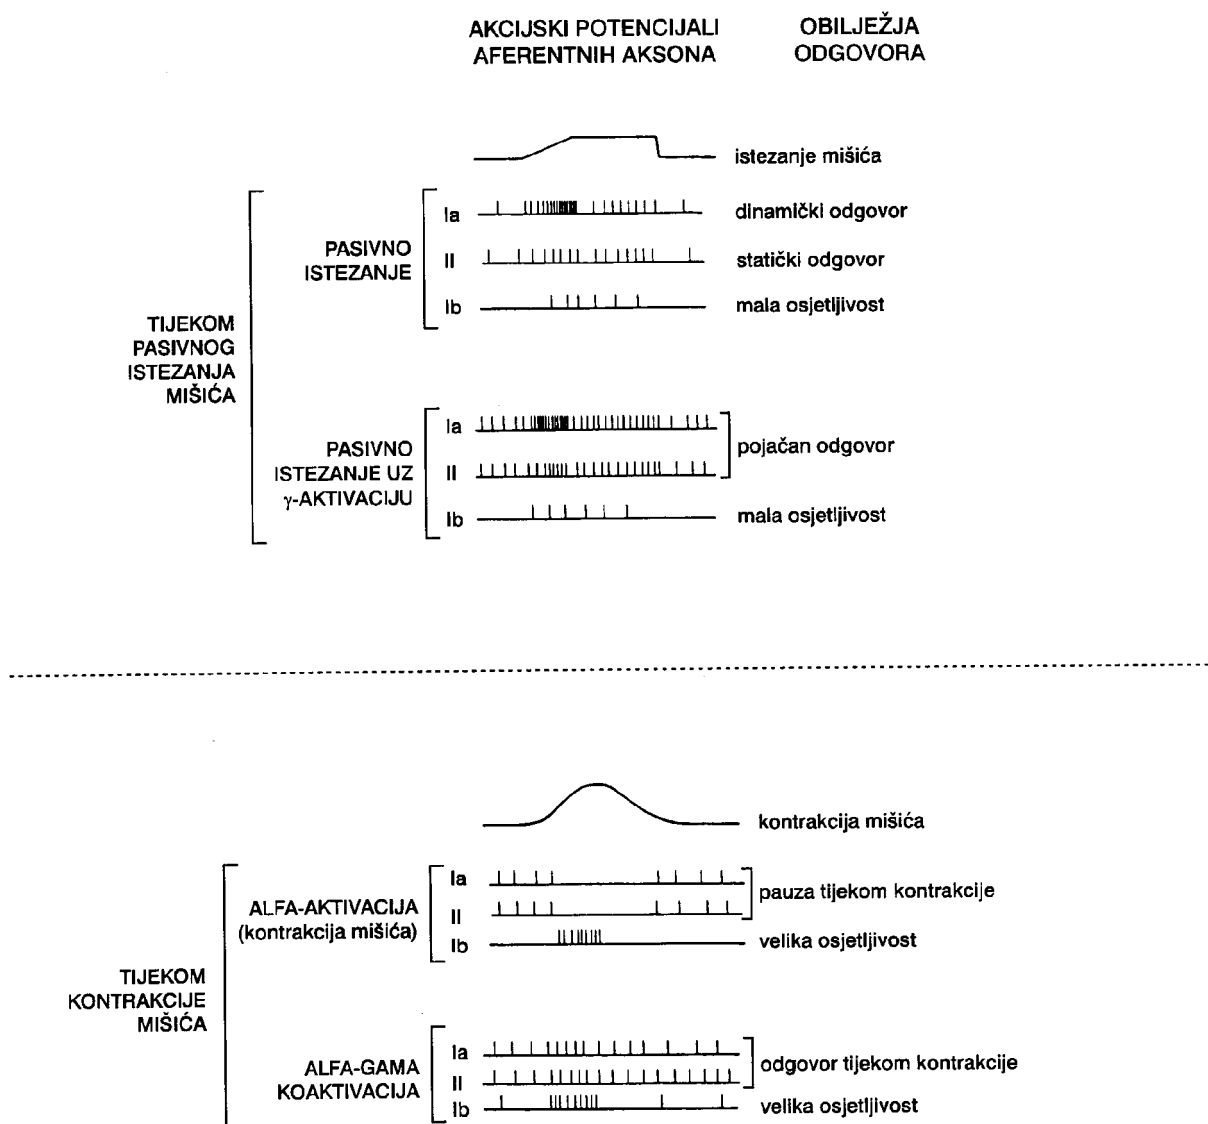 AKCIJSKI POTENCIJALI
AFERENTNIH AKSONA
OBILJEŽJA
ODGOVORA
istezanje mišića
TIJEKOM
PASIVNOG
ISTEZANJA
MIŠIĆA
PASIVNO
ISTEZANJE
Ia
dinamički odgovor
II
statički odgovor
Ib
mala osjetljivost
PASIVNO
ISTEZANJE UZ
γ-AKTIVACIJU
Ia
II
pojačan odgovor
Ib
mala osjetljivost
kontrakcija mišića
TIJEKOM
KONTRAKCIJE
MIŠIĆA
ALFA-AKTIVACIJA
(kontrakcija mišića)
Ia
II
pauza tijekom kontrakcije
Ib
velika osjetljivost
ALFA-GAMA
KOAKTIVACIJA
Ia
II
odgovor tijekom kontrakcije
Ib
velika osjetljivost